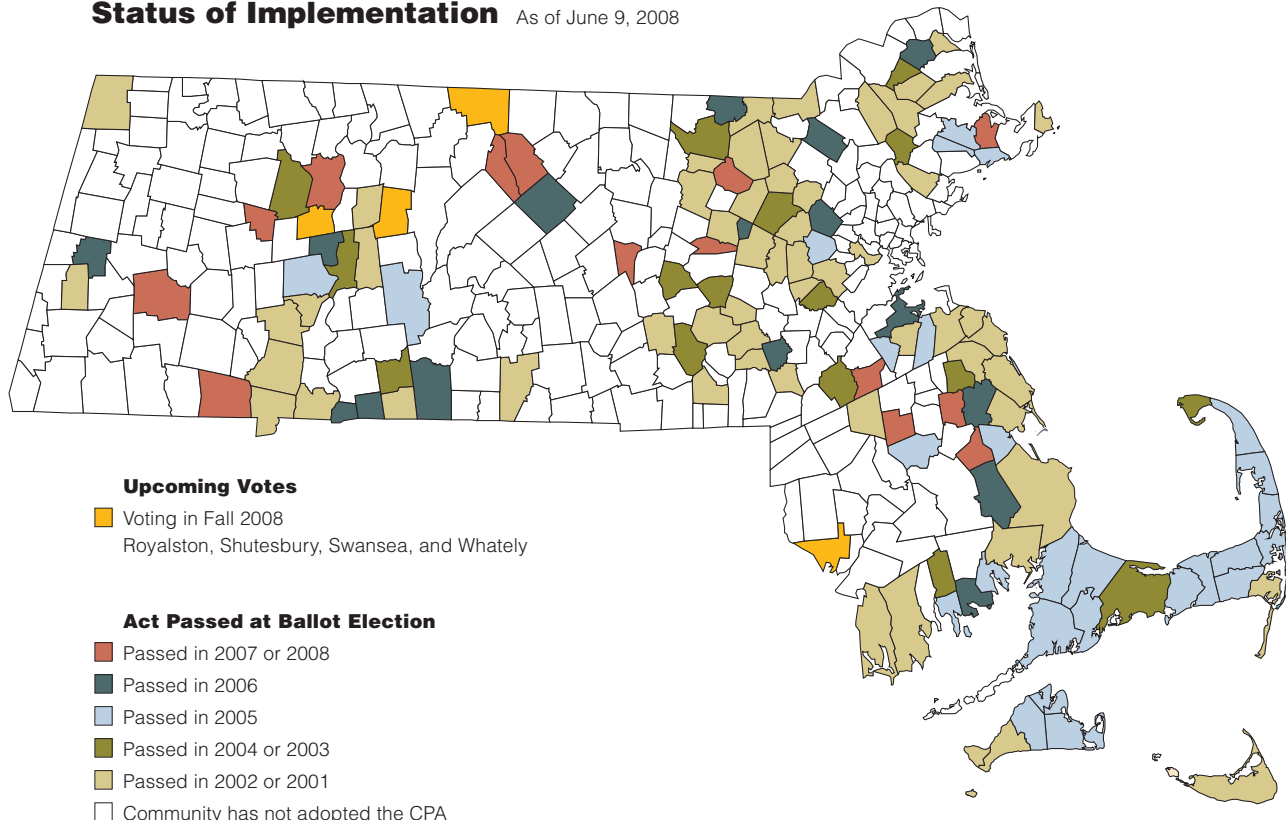 Status of Implementation As of June 9, 2008
Upcoming Votes
Voting in Fall 2008
Royalston, Shutesbury, Swansea, and Whately
Act Passed at Ballot Election
Passed in 2007 or 2008
Passed in 2006
Passed in 2005
Passed in 2004 or 2003
Passed in 2002 or 2001
Community has not adopted the CPA